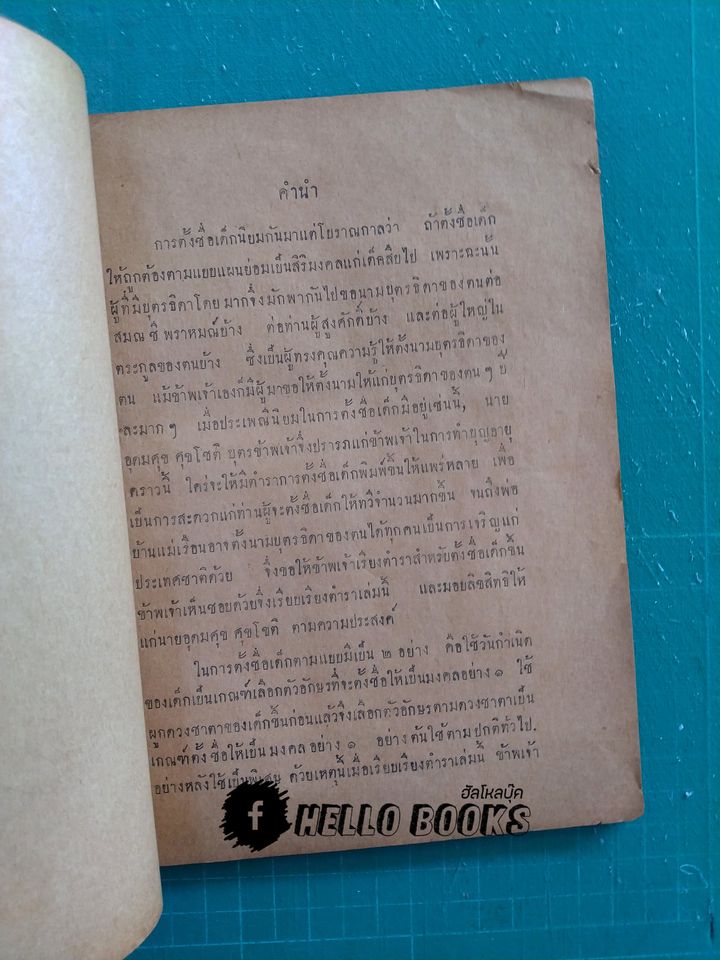 คำนำ
การตั้งชื่อเด็กนิยมกันมาแต่โบราณกาลว่า ถ้าตั้งชื่อเด็ก
ให้ถูกต้องตามแบบแผนย่อมเป็นสิริมงคลแก่เด็กสืบไป เพราะฉะนั้น
ผู้ที่มีบุตรธิดาโดยมากจึงมักพากันไปขอนามบุตรธิดาของตนต่อ
สมณ ชี พราหมณ์บ้าง ต่อท่านผู้สูงศักดิ์บ้าง และต่อผู้ใหญ่ใน
ตระกูลของตนบ้าง ซึ่งเป็นผู้ทรงคุณความรู้ให้ตั้งนามบุตรธิดาของ
ตน แม้ข้าพเจ้าเองก็มีผู้มาขอให้ตั้งนามให้แก่บุตรธิดาของตน ๆ ปี
ละมาก ๆ เมื่อประเพณีนิยมในการตั้งชื่อเด็กมีอยู่เช่นนี้, นาย
อุดมศุข ศุขโชติ บุตรข้าพเจ้าจึงปรารภแก่ข้าพเจ้าในการทำบุญอายุ
คราวนี้ ใคร่จะให้มีตำราการตั้งชื่อเด็กพิมพ์ขึ้นให้แพร่หลาย เพื่อ
เป็นการสะดวกแก่ท่านผู้จะตั้งชื่อเด็กให้ทวีจำนวนมากขึ้น จนถึงพ่อ
บ้านแม่เรือนอาจตั้งนามบุตรธิดาของตนได้ทุกคนเป็นการเจริญแก่
ประเทศชาติด้วย จึงขอให้ข้าพเจ้าเรียงตำราสำหรับตั้งชื่อเด็กขึ้น
ข้าพเจ้าเห็นชอบด้วยจึงเรียบเรียงตำราเล่มนี้ และมอบลิขสิทธิให้
แก่นายอุดมศุข ศุขโชติ ตามความประสงค์
ในการตั้งชื่อเด็กตามแบบมีเป็น ๒ อย่าง คือใช้วันกำเนิด
ของเด็กเป็นเกณฑ์เลือกตัวอักษรที่จะตั้งชื่อให้เป็นมงคลอย่าง ๑ ใช้
ผูกดวงชาตาของเด็กขึ้นก่อนแล้วจึงเลือกตัวอักษรตามดวงชาตาเป็น
เกณฑ์ตั้งชื่อให้เป็นมงคลอย่าง ๑ อย่างต้นใช้ตามปกติทั่วไป.
อย่างหลังใช้เป็นพิเศษ ด้วยเหตุนี้เมื่อเรียบเรียงตำราเล่มนี้ ข้าพเจ้า
ฮัลโหลบุ๊ค
f HELLO BOOKS